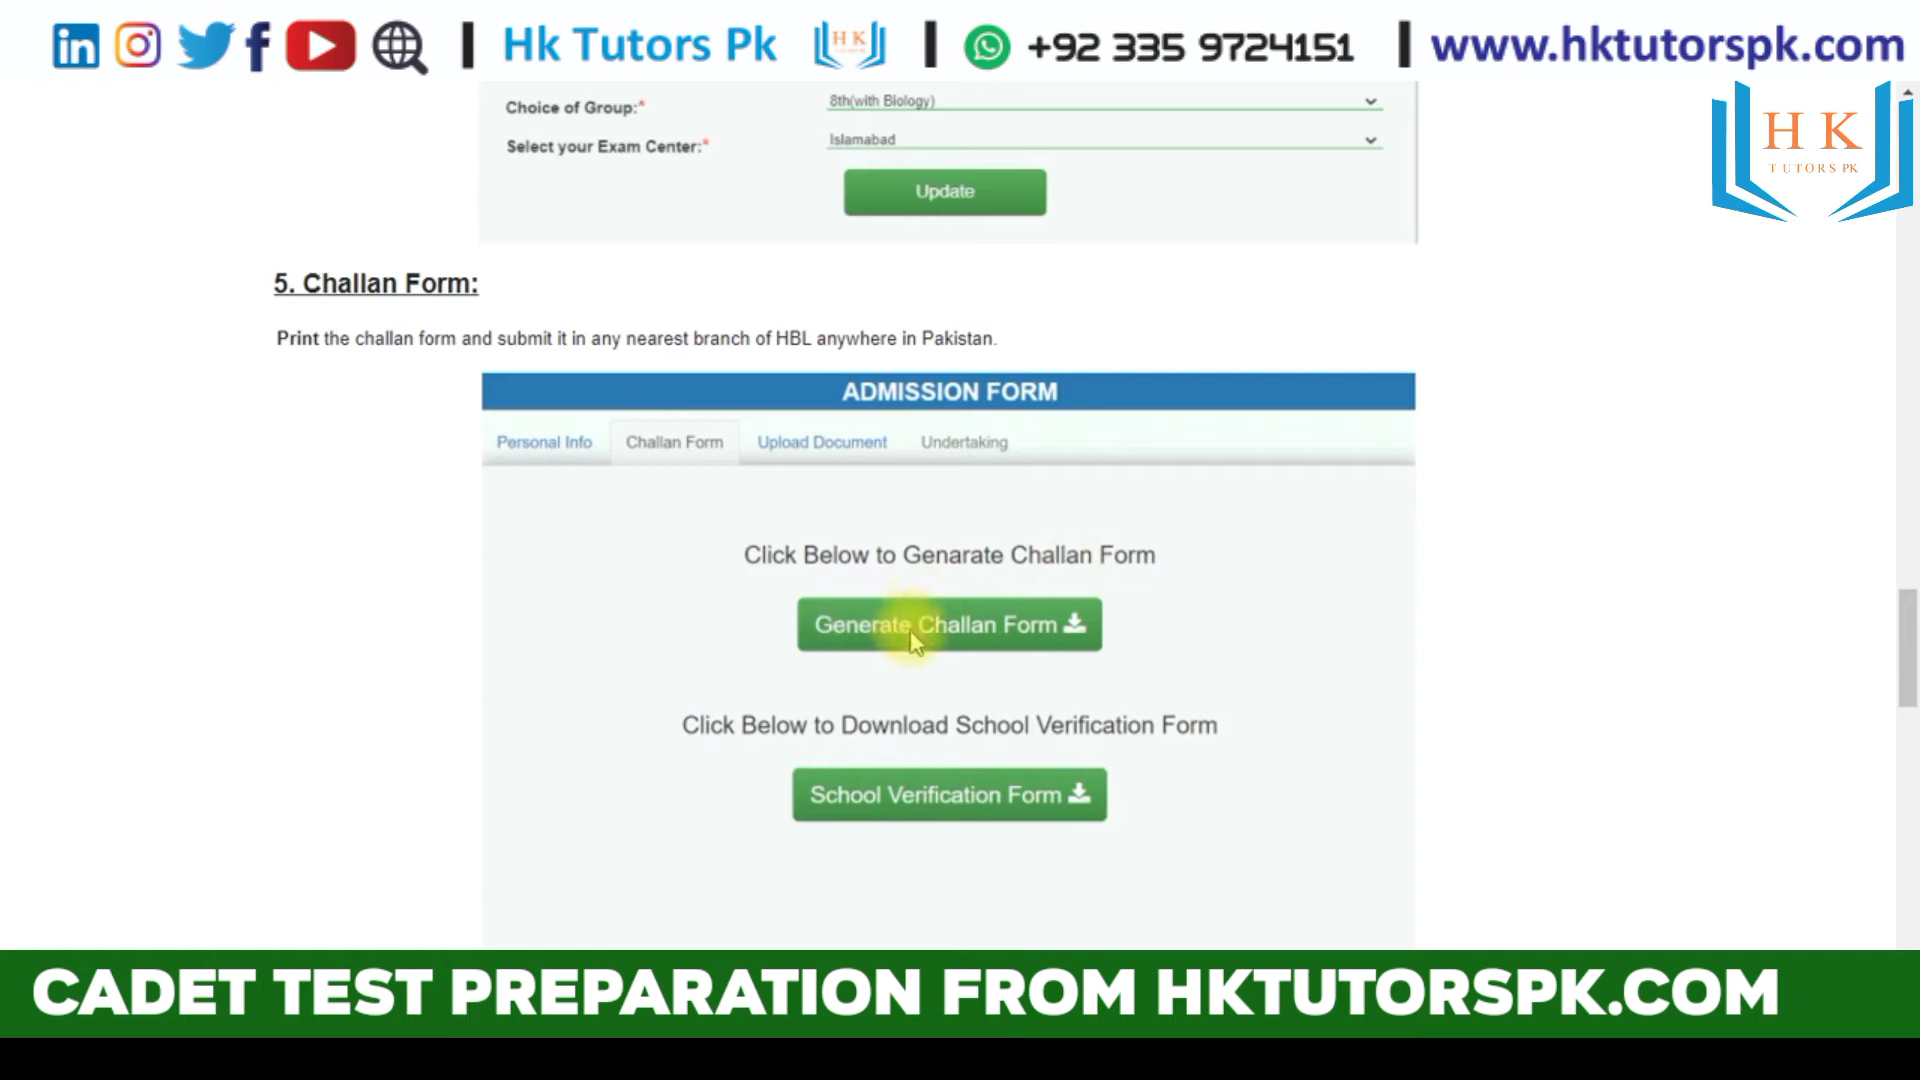 Hk Tutors Pk
HK
+92 335 9724151
www.hktutorspk.com
HK
TUTORS PK
Choice of Group:*
8th(with Biology)
Select your Exam Center:*
Islamabad
Update
5. Challan Form:
Print the challan form and submit it in any nearest branch of HBL anywhere in Pakistan.
ADMISSION FORM
Personal Info
Challan Form
Upload Document
Undertaking
Click Below to Genarate Challan Form
Generate Challan Form
Click Below to Download School Verification Form
School Verification Form
CADET TEST PREPARATION FROM HKTUTORSPK.COM